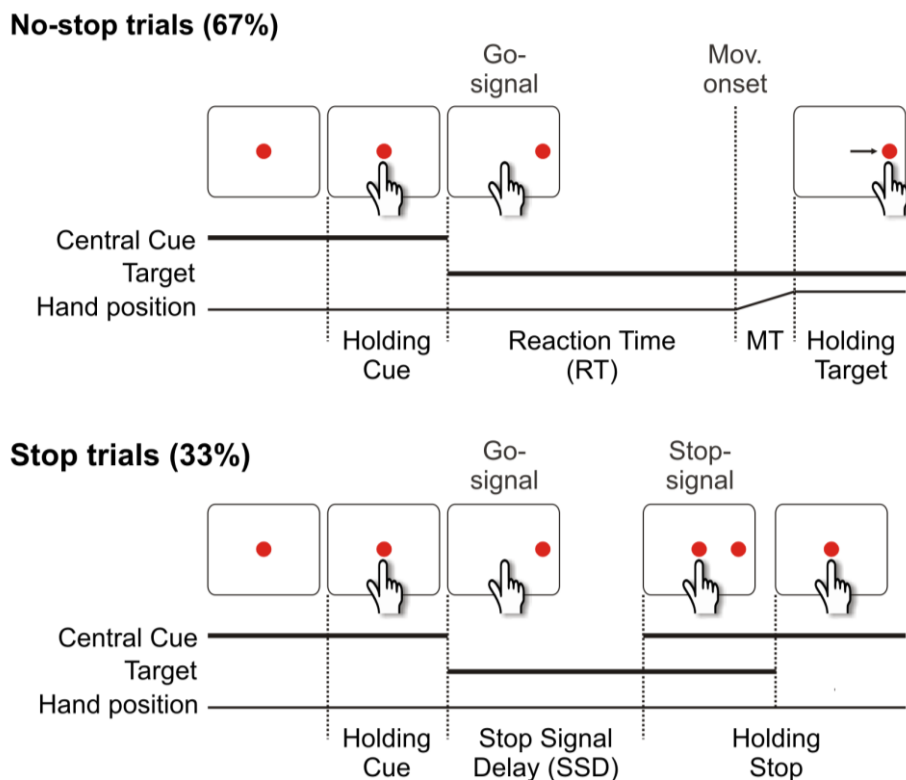 No-stop trials (67%)
Go-
signal
Mov.
onset
Central Cue
Target
Hand position
Holding
Cue
Reaction Time
(RT)
MT
Holding
Target
Stop trials (33%)
Go-
signal
Stop-
signal
Central Cue
Target
Hand position
Holding
Cue
Stop Signal
Delay (SSD)
Holding
Stop